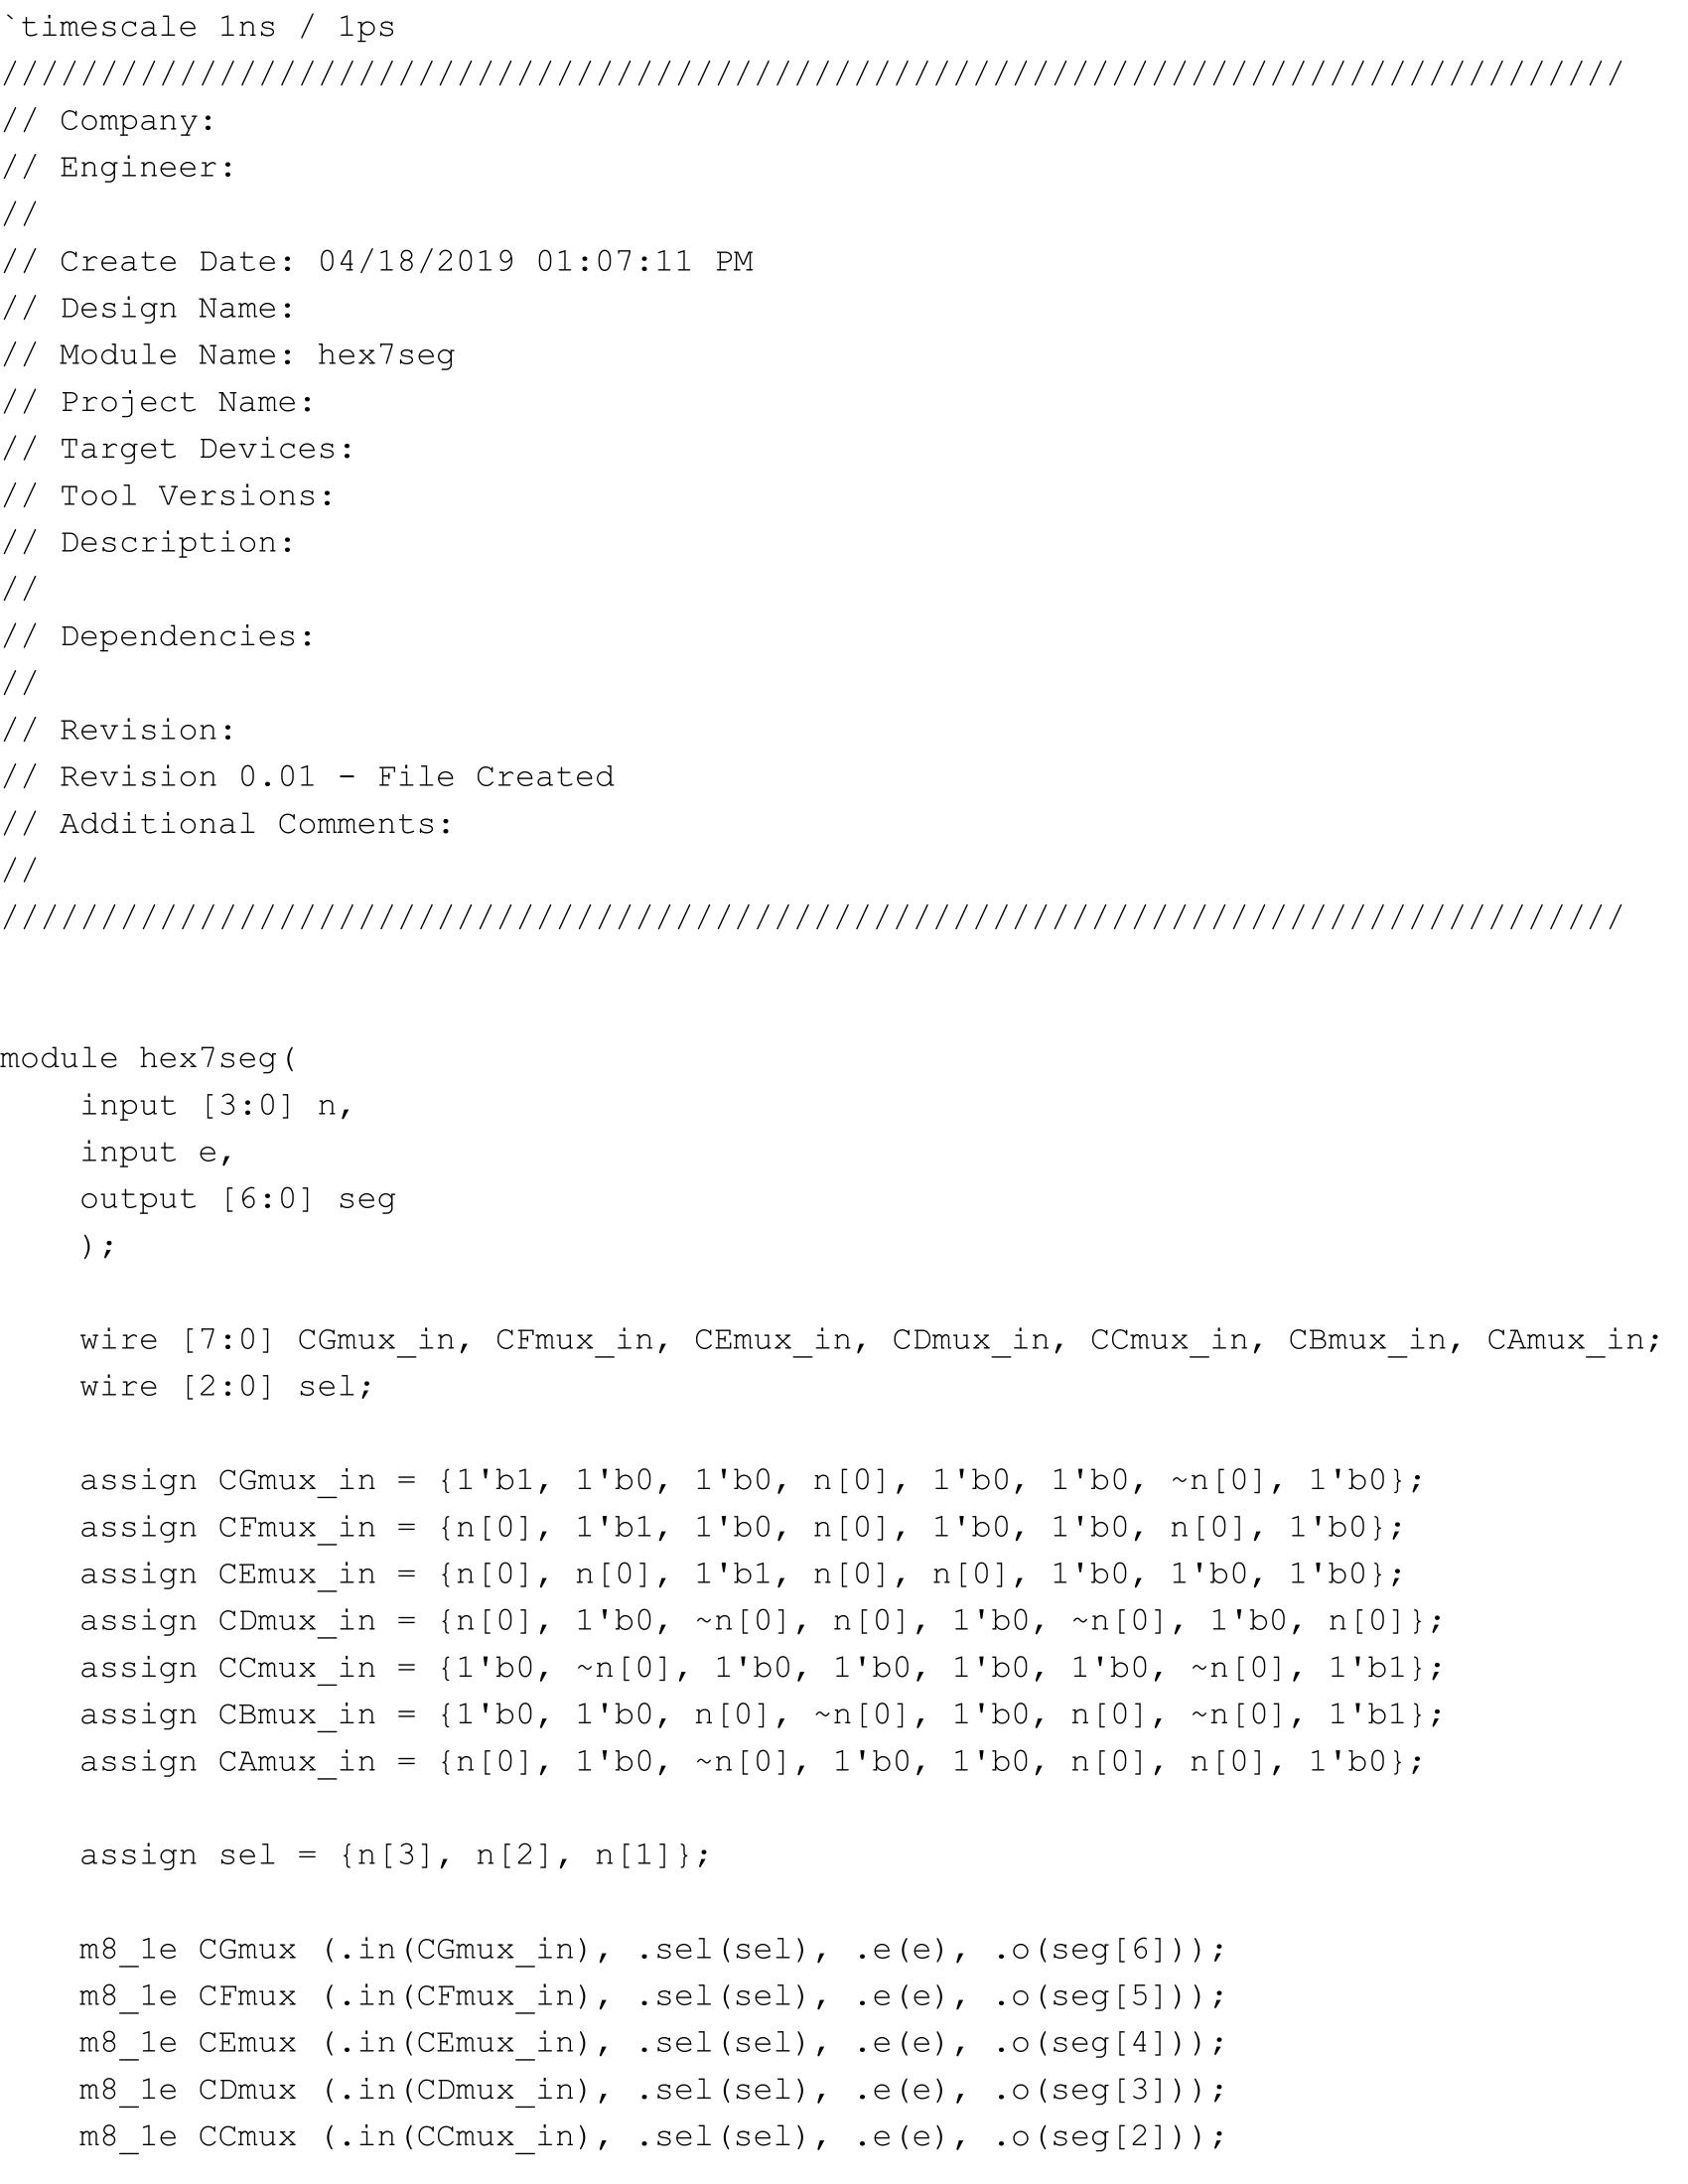 `timescale 1ns / 1ps
//////////////////////////////////////////////////////////////////////////////////
// Company:
// Engineer:
//
// Create Date: 04/18/2019 01:07:11 PM
// Design Name:
// Module Name: hex7seg
// Project Name:
// Target Devices:
// Tool Versions:
// Description:
//
// Dependencies:
//
// Revision:
// Revision 0.01 - File Created
// Additional Comments:
//
//////////////////////////////////////////////////////////////////////////////////
module hex7seg(
    input [3:0] n,
    input e,
    output [6:0] seg
    );
    wire [7:0] CGmux_in, CFmux_in, CEmux_in, CDmux_in, CCmux_in, CBmux_in, CAmux_in;
    wire [2:0] sel;
    assign CGmux_in = {1'b1, 1'b0, 1'b0, n[0], 1'b0, 1'b0, ~n[0], 1'b0};
    assign CFmux_in = {n[0], 1'b1, 1'b0, n[0], 1'b0, 1'b0, n[0], 1'b0};
    assign CEmux_in = {n[0], n[0], 1'b1, n[0], n[0], 1'b0, 1'b0, 1'b0};
    assign CDmux_in = {n[0], 1'b0, ~n[0], n[0], 1'b0, ~n[0], 1'b0, n[0]};
    assign CCmux_in = {1'b0, ~n[0], 1'b0, 1'b0, 1'b0, 1'b0, ~n[0], 1'b1};
    assign CBmux_in = {1'b0, 1'b0, n[0], ~n[0], 1'b0, n[0], ~n[0], 1'b1};
    assign CAmux_in = {n[0], 1'b0, ~n[0], 1'b0, 1'b0, n[0], n[0], 1'b0};
    assign sel = {n[3], n[2], n[1]};
    m8_1e CGmux (.in(CGmux_in), .sel(sel), .e(e), .o(seg[6]));
    m8_1e CFmux (.in(CFmux_in), .sel(sel), .e(e), .o(seg[5]));
    m8_1e CEmux (.in(CEmux_in), .sel(sel), .e(e), .o(seg[4]));
    m8_1e CDmux (.in(CDmux_in), .sel(sel), .e(e), .o(seg[3]));
    m8_1e CCmux (.in(CCmux_in), .sel(sel), .e(e), .o(seg[2]));